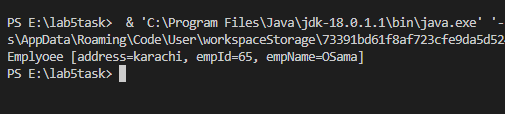 PS E:\lab5task>  & 'C:\Program Files\Java\jdk-18.0.1.1\bin\java.exe' '-
s\AppData\Roaming\Code\User\workspaceStorage\73391bd61f8af723cfe9da5d52
Emplyoee [address=karachi, empId=65, empName=OSama]
PS E:\lab5task>